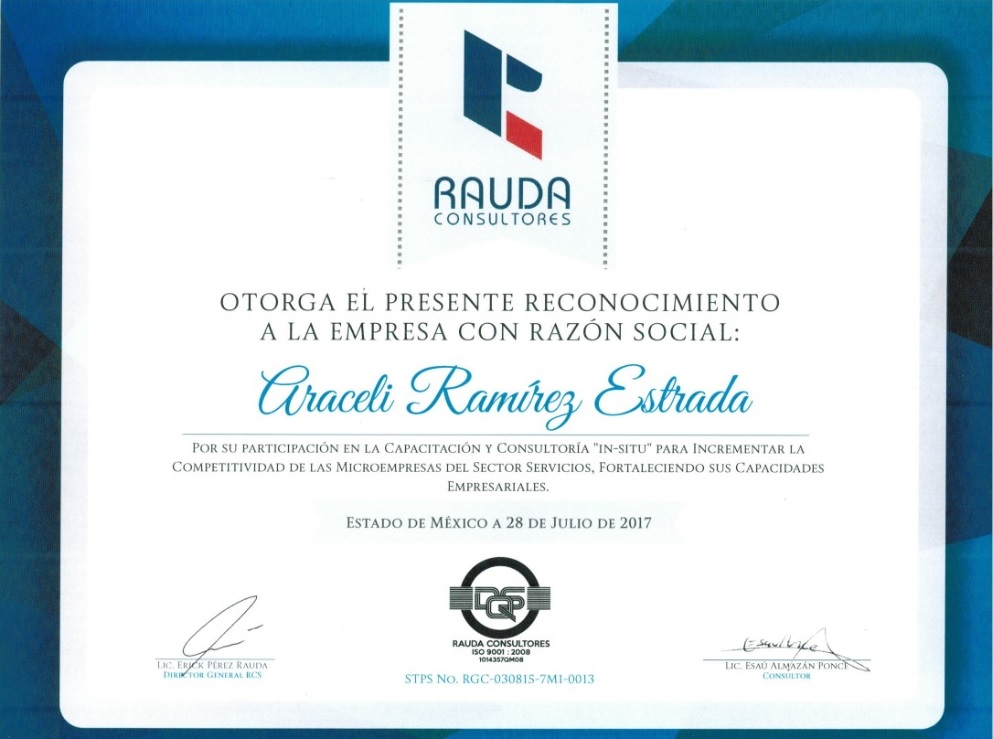 RAUDA
CONSULTORES
OTORGA EL PRESENTE RECONOCIMIENTO
A LA EMPRESA CON RAZÓN SOCIAL:
Araceli Ramírez Estrada
POR SU PARTICIPACIÓN EN LA CAPACITACIÓN Y CONSULTORÍA "IN-SITU" PARA INCREMENTAR LA
COMPETITIVIDAD DE LAS MICROEMPRESAS DEL SECTOR SERVICIOS, FORTALECIENDO SUS CAPACIDADES
EMPRESARIALES.
ESTADO DE MÉXICO A 28 DE JULIO DE 2017
DQS
RAUDA CONSULTORES
ISO 9001 : 2008
10143570M08
LIC. ERICK PÉREZ RAUDA
DIRECTOR GENERAL RCS
LIC. ESAÚ ALMAZÁN PONCE
CONSULTOR
STPS NO. RGC-030815-7M1-0013